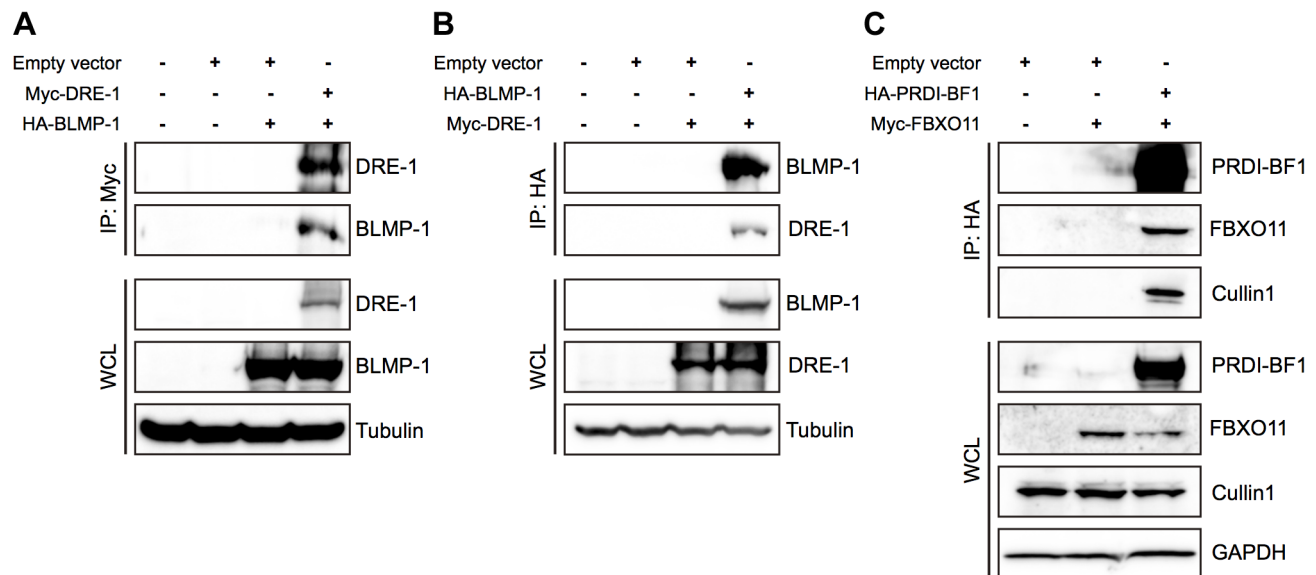 A
Empty vector - + + -
Myc-DRE-1 - - - +
HA-BLMP-1 - - + +
IP: Myc
DRE-1
BLMP-1
WCL
DRE-1
BLMP-1
Tubulin
B
Empty vector - + + -
HA-BLMP-1 - - - +
Myc-DRE-1 - - + +
IP: HA
BLMP-1
DRE-1
WCL
BLMP-1
DRE-1
Tubulin
C
Empty vector + + -
HA-PRDI-BF1 - - +
Myc-FBXO11 - + +
IP: HA
PRDI-BF1
FBXO11
Cullin1
WCL
PRDI-BF1
FBXO11
Cullin1
GAPDH